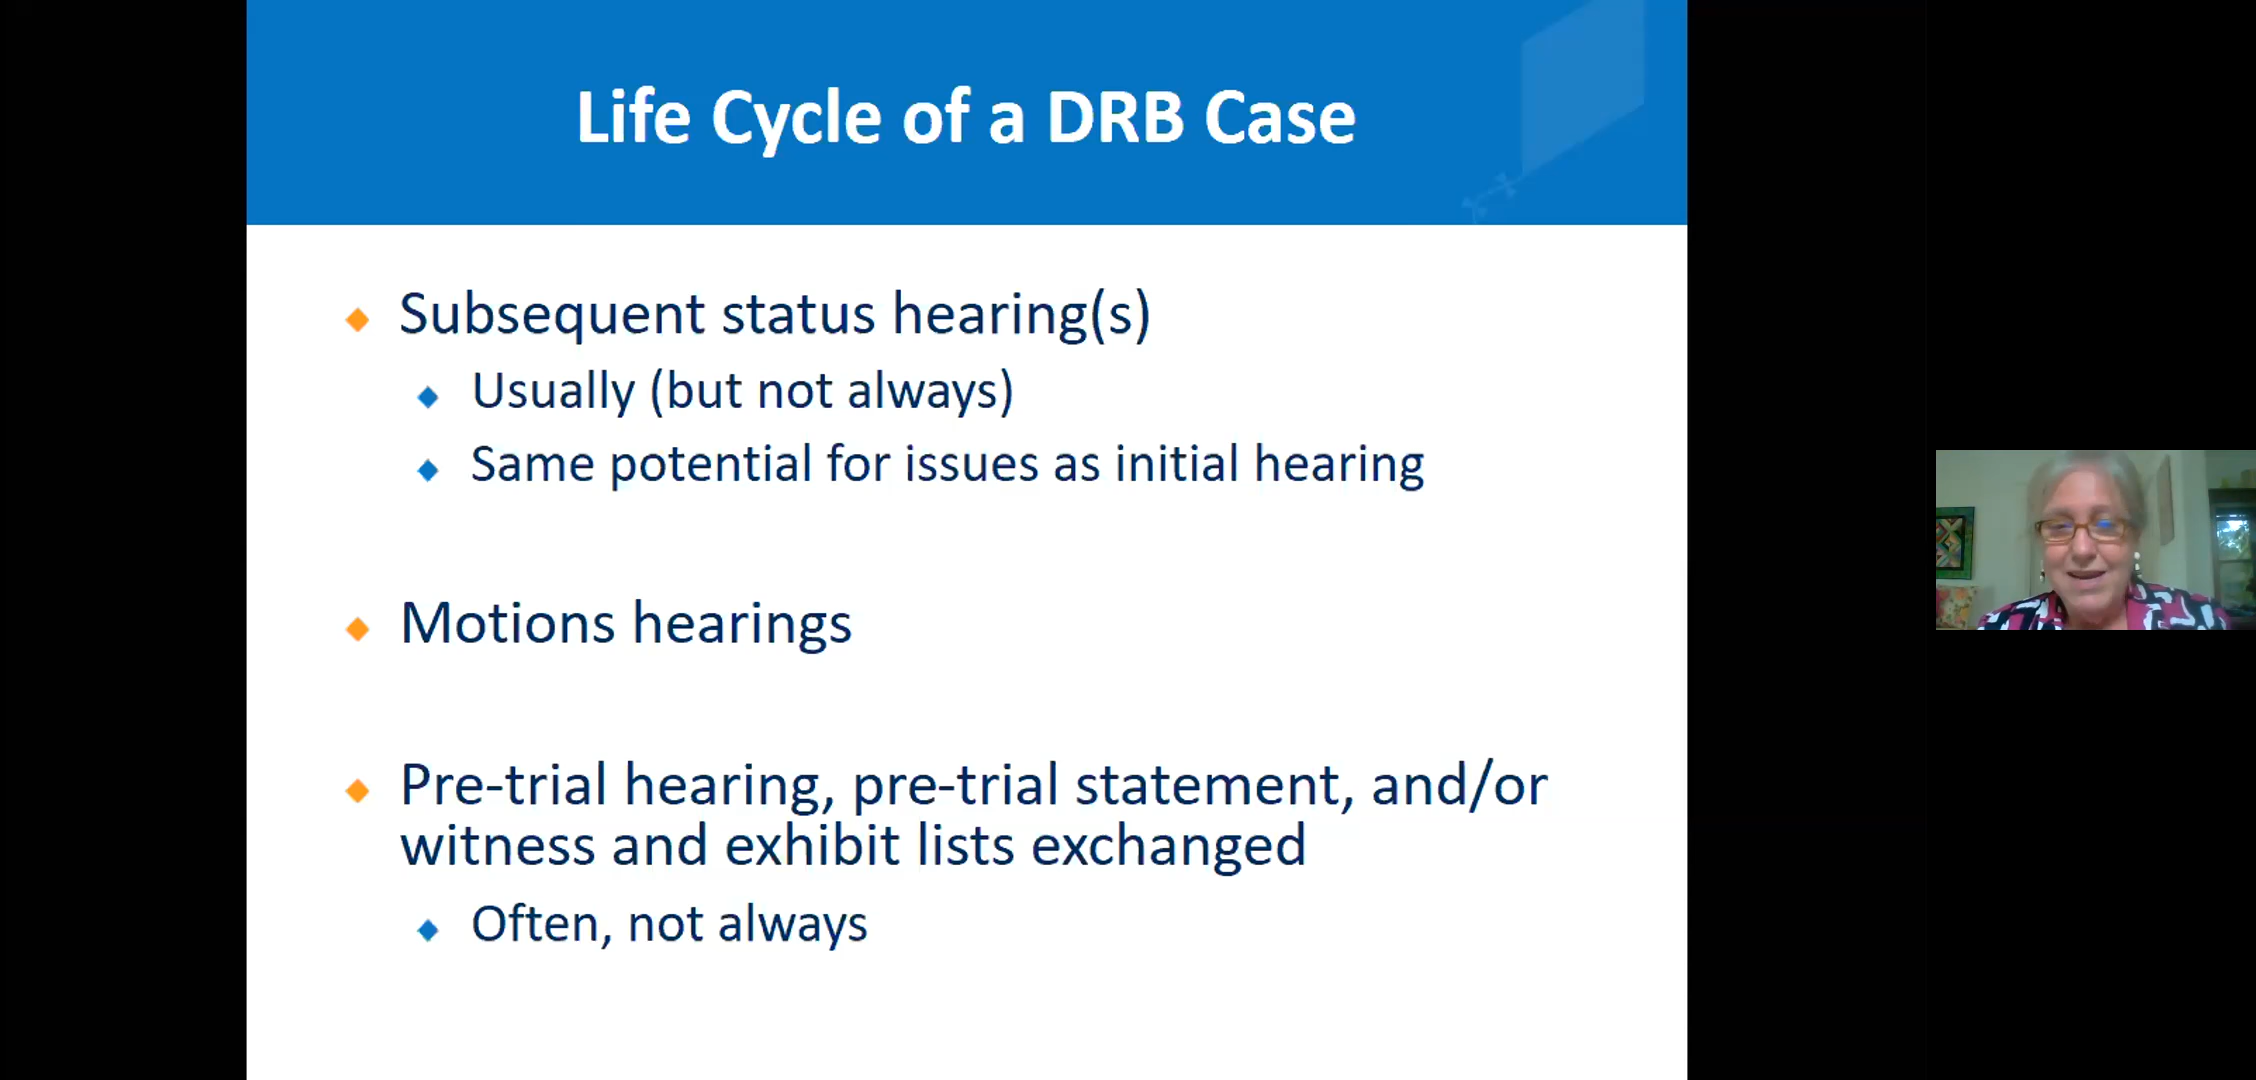 Life Cycle of a DRB Case
Subsequent status hearing(s)
Usually (but not always)
Same potential for issues as initial hearing
Motions hearings
Pre-trial hearing, pre-trial statement, and/or
witness and exhibit lists exchanged
Often, not always